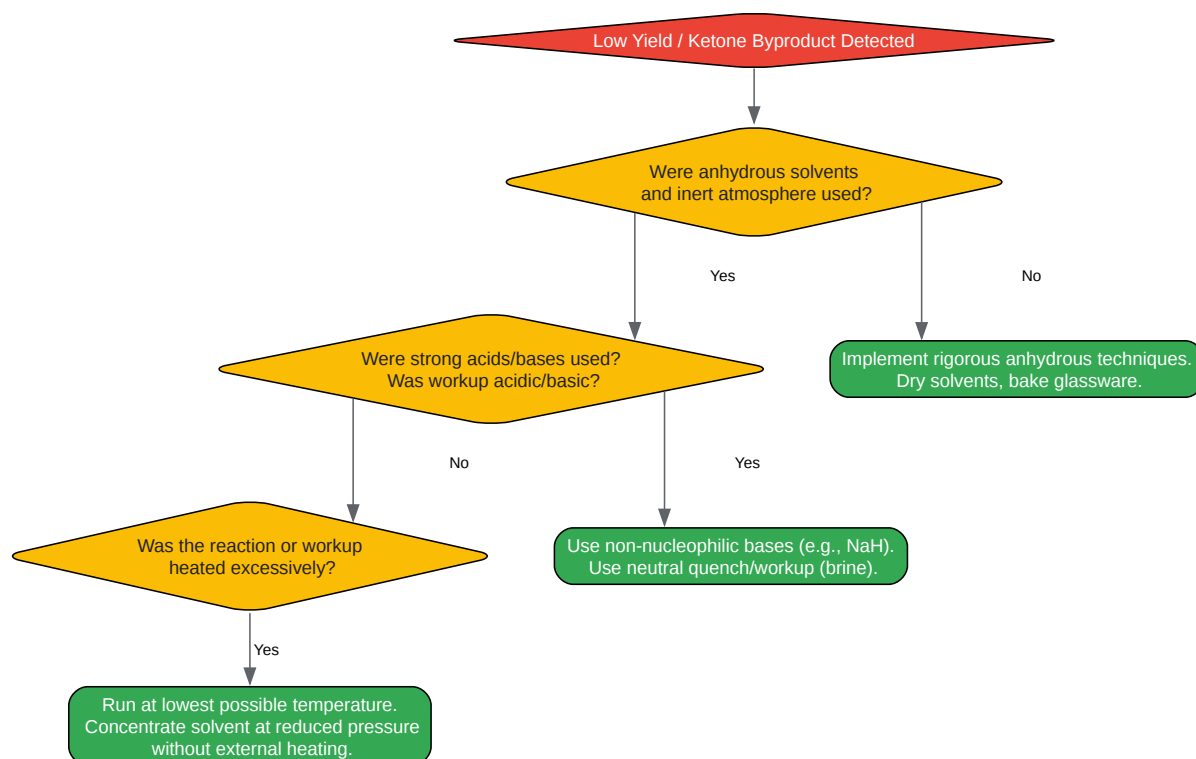 Low Yield / Ketone Byproduct Detected
Were anhydrous solvents
and inert atmosphere used?
Yes
No
Were strong acids/bases used?
Was workup acidic/basic?
Implement rigorous anhydrous techniques.
Dry solvents, bake glassware.
No
Yes
Was the reaction or workup
heated excessively?
Use non-nucleophilic bases (e.g., NaH).
Use neutral quench/workup (brine).
Yes
Run at lowest possible temperature.
Concentrate solvent at reduced pressure
without external heating.